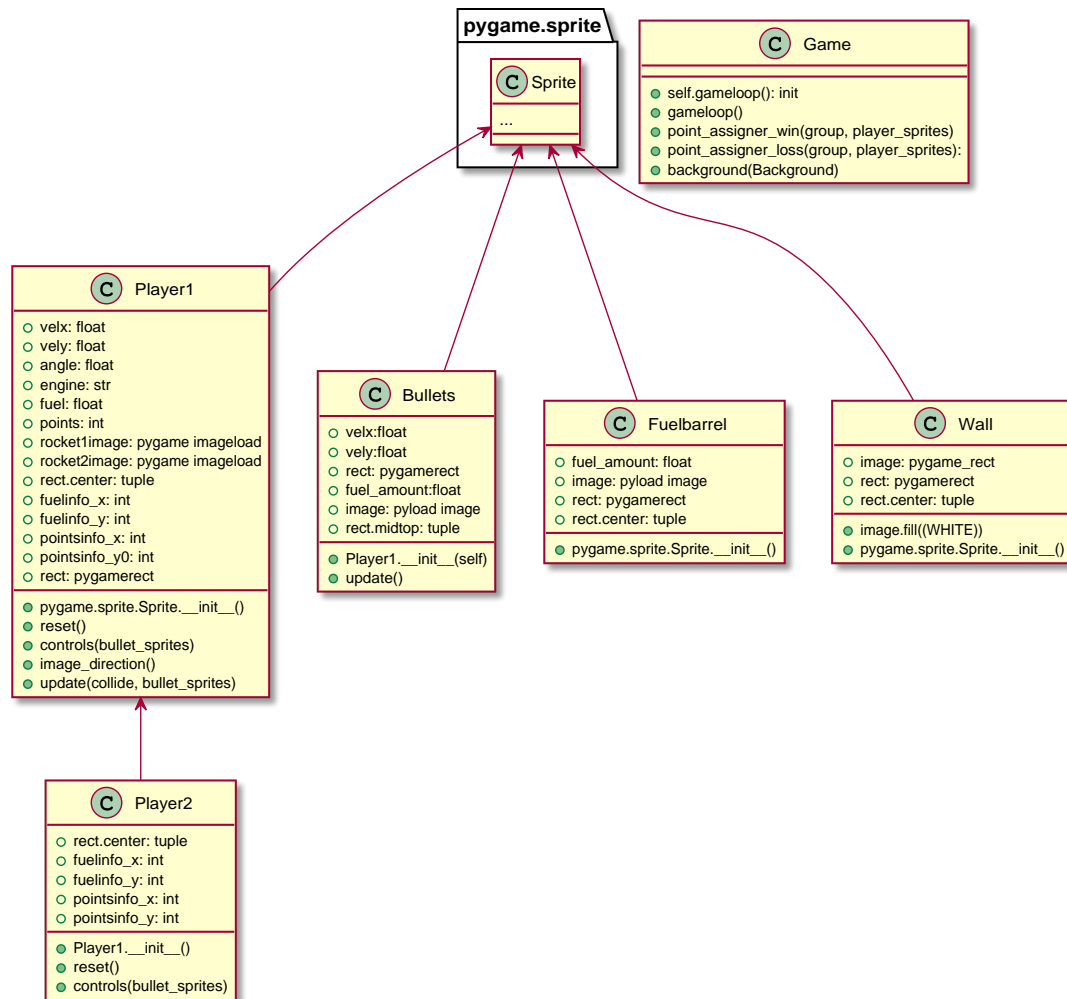 pygame.sprite
C Sprite
...
C Game
self.gameloop(): init
gameloop()
point_assigner_win(group, player_sprites)
point_assigner_loss(group, player_sprites):
background(Background)
C Player1
velx: float
vely: float
angle: float
engine: str
fuel: float
points: int
rocket1image: pygame imageload
rocket2image: pygame imageload
rect.center: tuple
fuelinfo_x: int
fuelinfo_y: int
pointsinfo_x: int
pointsinfo_y0: int
rect: pygamerect
pygame.sprite.Sprite.__init__()
reset()
controls(bullet_sprites)
image_direction()
update(collide, bullet_sprites)
C Bullets
velx:float
vely:float
rect: pygamerect
fuel_amount:float
image: pyload image
rect.midtop: tuple
Player1.__init__(self)
update()
C Fuelbarrel
fuel_amount: float
image: pyload image
rect: pygamerect
rect.center: tuple
pygame.sprite.Sprite.__init__()
C Wall
image: pygame_rect
rect: pygamerect
rect.center: tuple
image.fill((WHITE))
pygame.sprite.Sprite.__init__()
C Player2
rect.center: tuple
fuelinfo_x: int
fuelinfo_y: int
pointsinfo_x: int
pointsinfo_y: int
Player1.__init__()
reset()
controls(bullet_sprites)